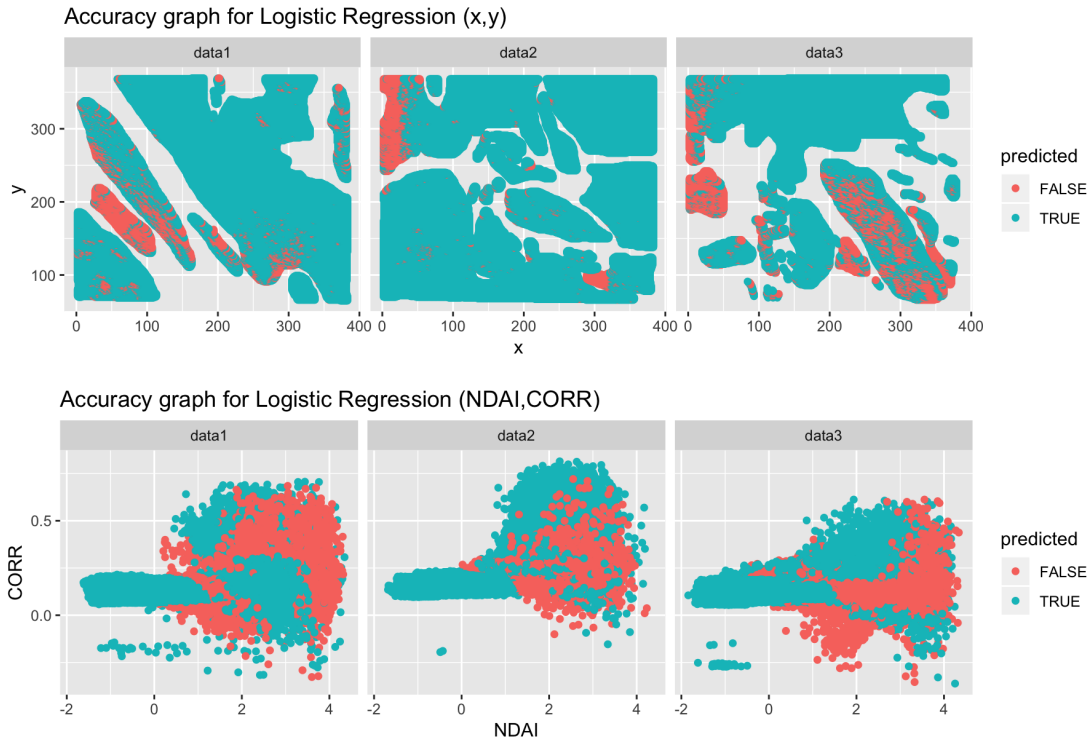 Accuracy graph for Logistic Regression (x,y)
data1 data2 data3
300
200
100
y
0 100 200 300 400 0 100 200 300 400 0 100 200 300 400
x
predicted
FALSE
TRUE
Accuracy graph for Logistic Regression (NDAI,CORR)
data1 data2 data3
0.5
0.0
CORR
-2 0 2 4 -2 0 2 4 -2 0 2 4
NDAI
predicted
FALSE
TRUE